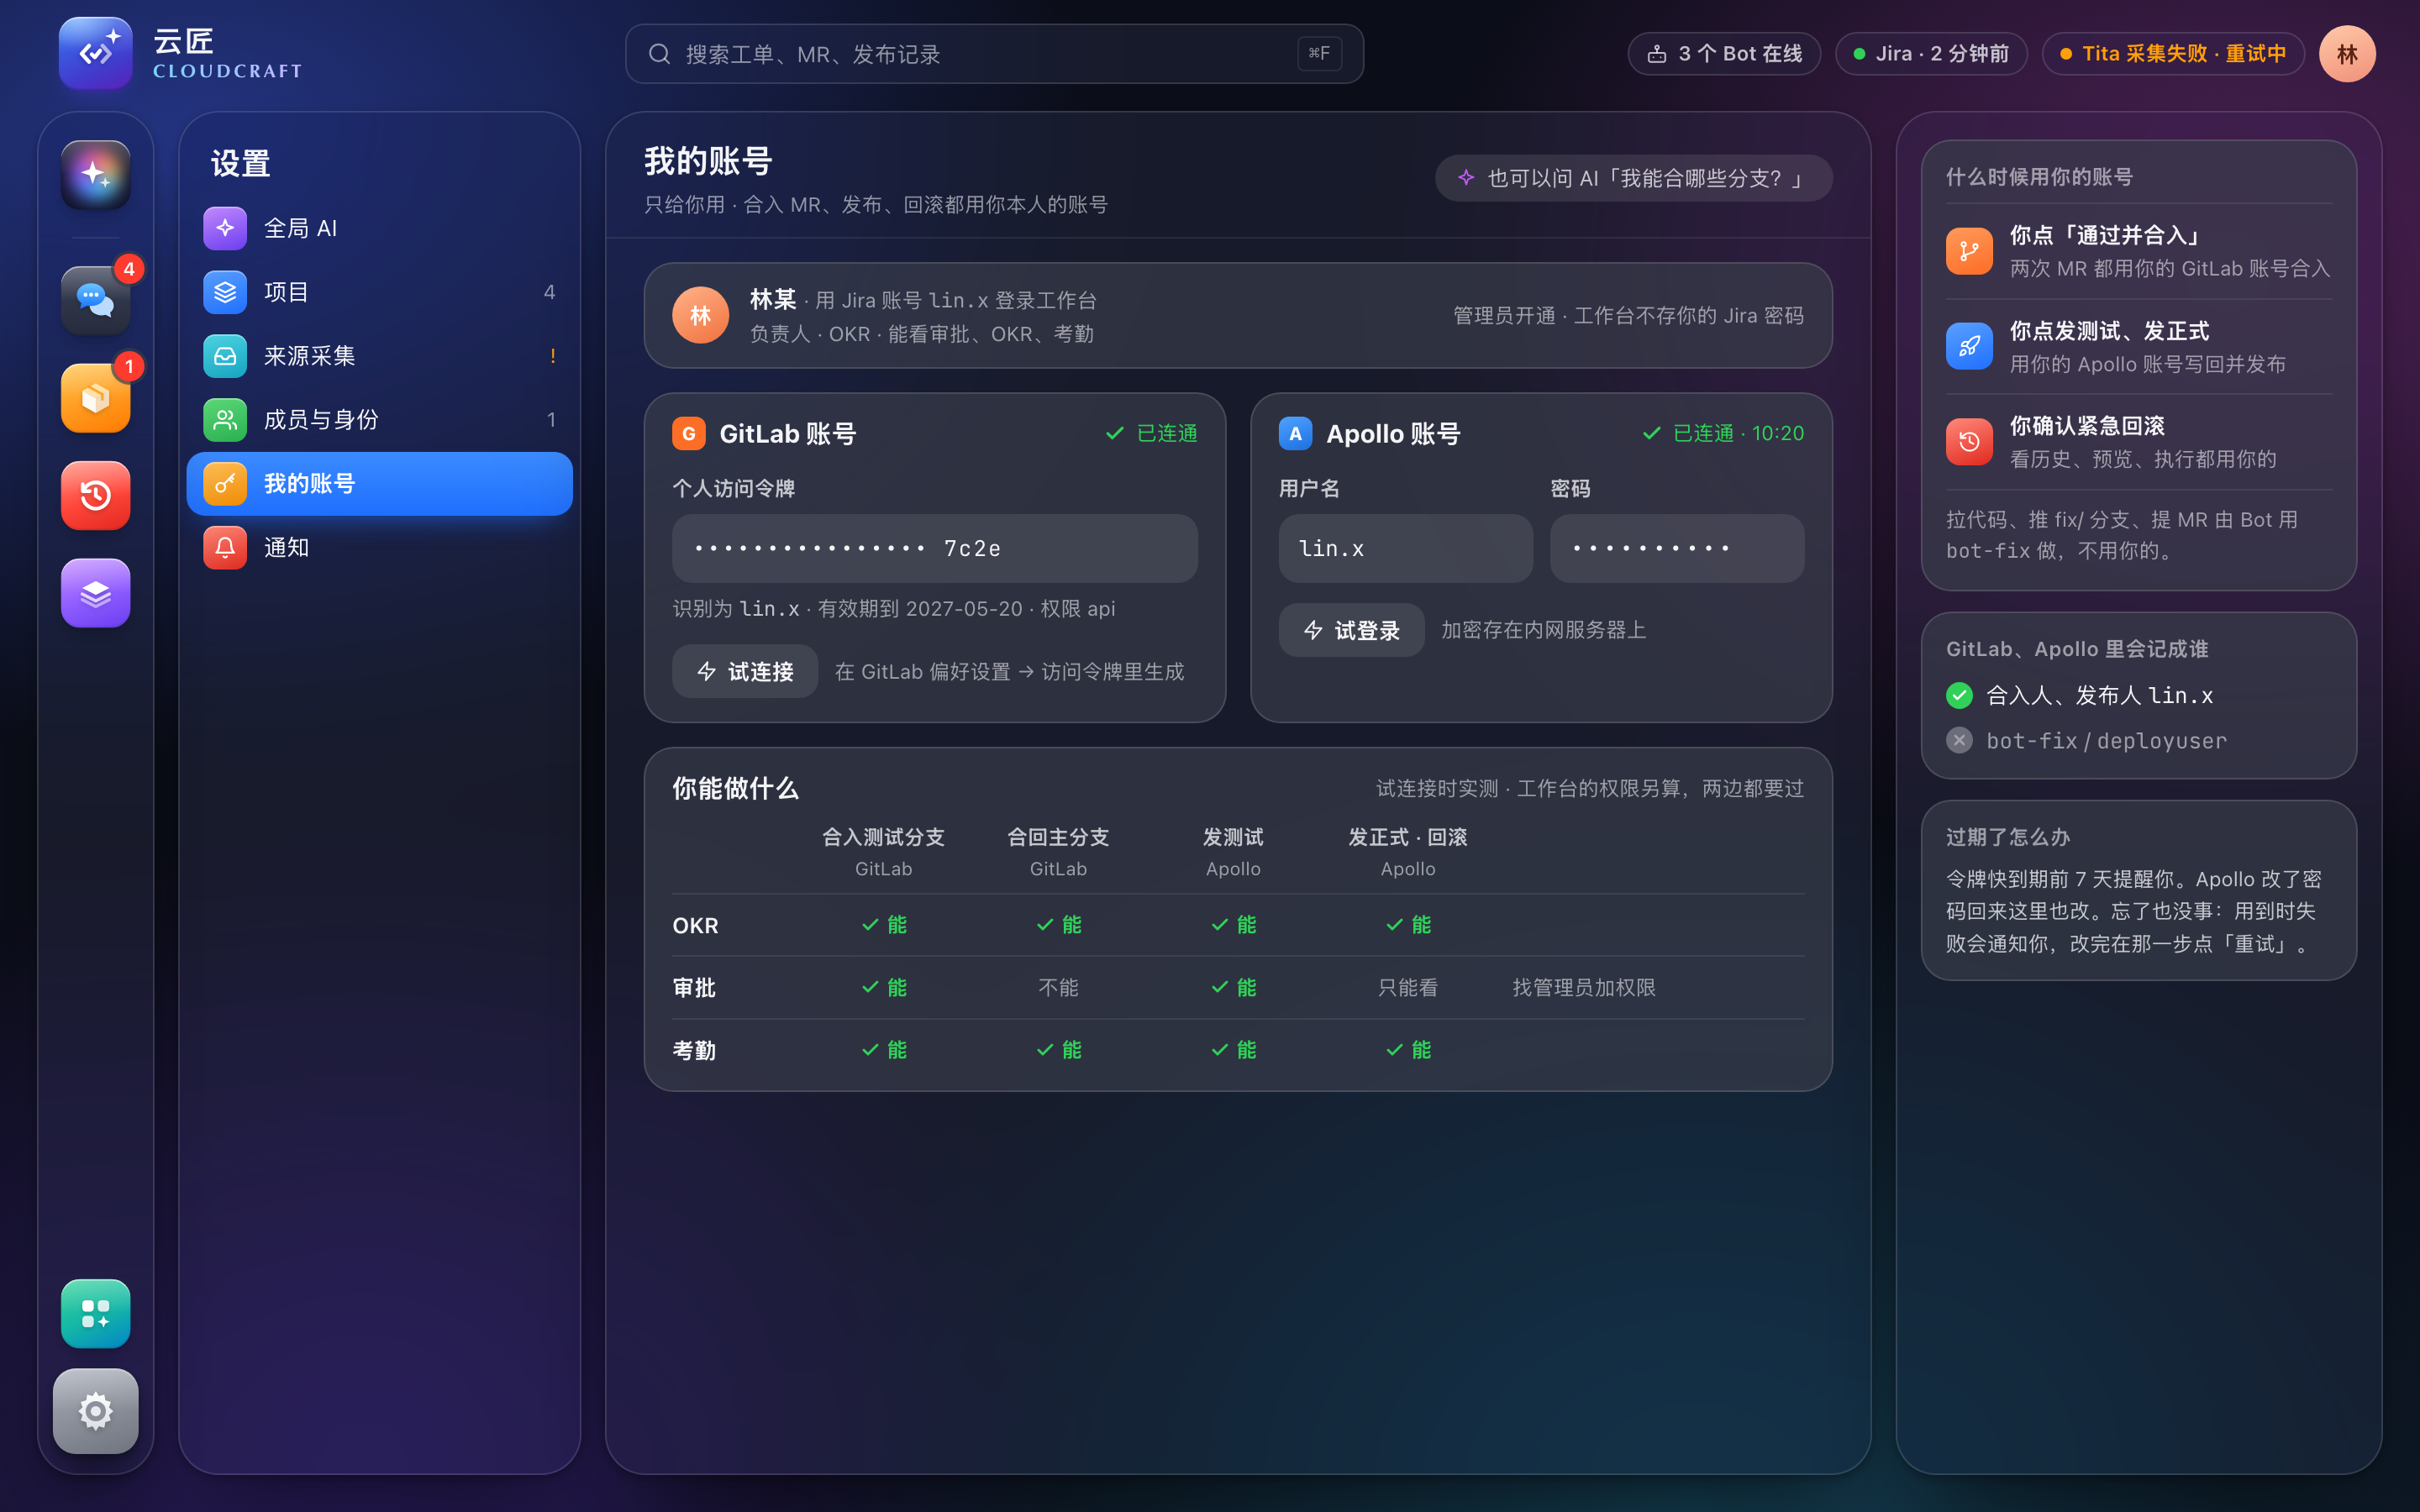 云匠
CLOUDCRAFT
搜索工单、MR、发布记录
⌘F
3 个 Bot 在线
Jira · 2 分钟前
Tita 采集失败 · 重试中
林
4
1
设置
全局 AI
项目
4
来源采集
!
成员与身份
1
我的账号
通知
我的账号
只给你用 · 合入 MR、发布、回滚都用你本人的账号
也可以问 AI「我能合哪些分支？」
林
林某 · 用 Jira 账号 lin.x 登录工作台
负责人 · OKR · 能看审批、OKR、考勤
管理员开通 · 工作台不存你的 Jira 密码
G
GitLab 账号
已连通
个人访问令牌
•••••••••••••••• 7c2e
识别为 lin.x · 有效期到 2027-05-20 · 权限 api
试连接
在 GitLab 偏好设置 → 访问令牌里生成
A
Apollo 账号
已连通 · 10:20
用户名
密码
lin.x
••••••••••
试登录
加密存在内网服务器上
你能做什么
试连接时实测 · 工作台的权限另算，两边都要过
合入测试分支
合回主分支
发测试
发正式 · 回滚
GitLab
GitLab
Apollo
Apollo
OKR
能
能
能
能
审批
能
不能
能
只能看
找管理员加权限
考勤
能
能
能
能
什么时候用你的账号
你点「通过并合入」
两次 MR 都用你的 GitLab 账号合入
你点发测试、发正式
用你的 Apollo 账号写回并发布
你确认紧急回滚
看历史、预览、执行都用你的
拉代码、推 fix/ 分支、提 MR 由 Bot 用
bot-fix 做，不用你的。
GitLab、Apollo 里会记成谁
合入人、发布人 lin.x
bot-fix / deployuser
过期了怎么办
令牌快到期前 7 天提醒你。Apollo 改了密
码回来这里也改。忘了也没事：用到时失
败会通知你，改完在那一步点「重试」。